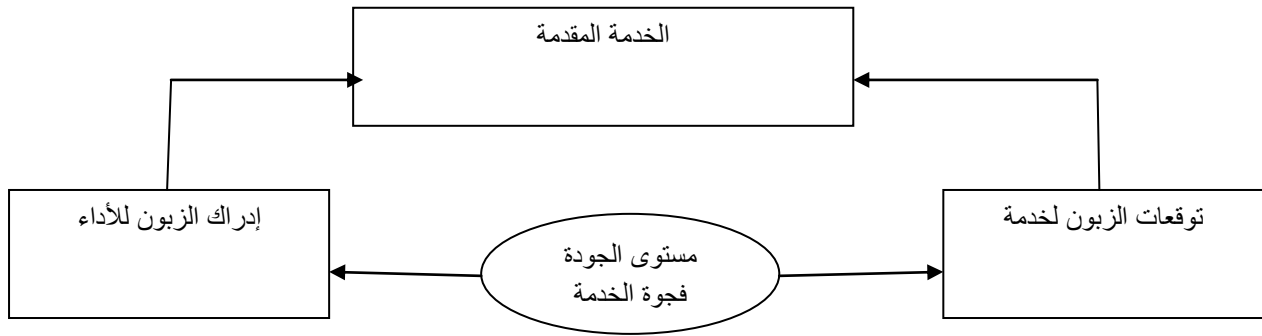 الخدمة المقدمة
توقعات الزبون لخدمة
إدراك الزبون للأداء
مستوى الجودة
فجوة الخدمة